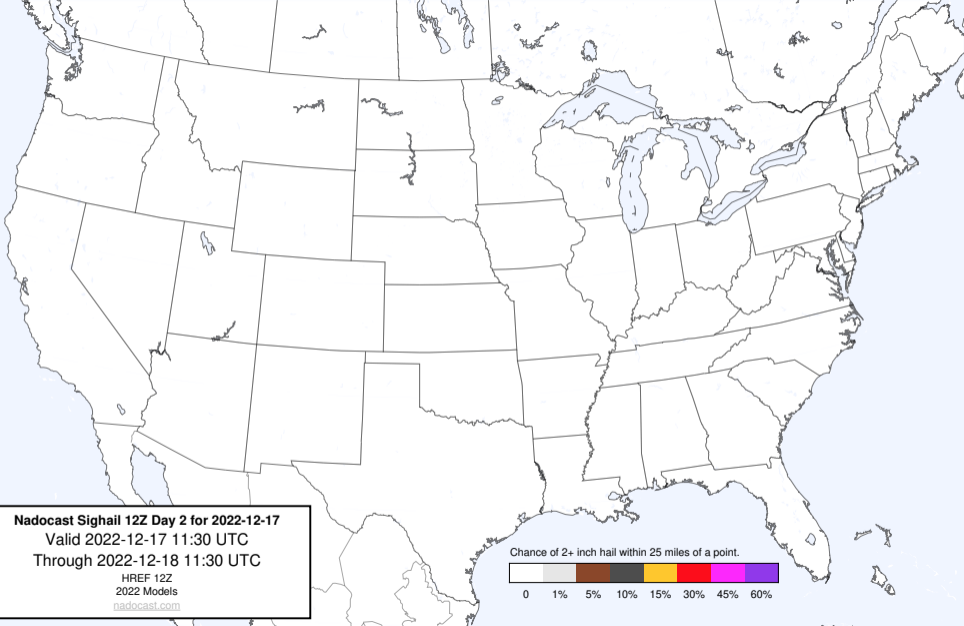 Nadocast Sighail 12Z Day 2 for 2022-12-17
Valid 2022-12-17 11:30 UTC
Through 2022-12-18 11:30 UTC
HREF 12Z
2022 Models
nadocast.com
Chance of 2+ inch hail within 25 miles of a point.
0 1% 5% 10% 15% 30% 45% 60%